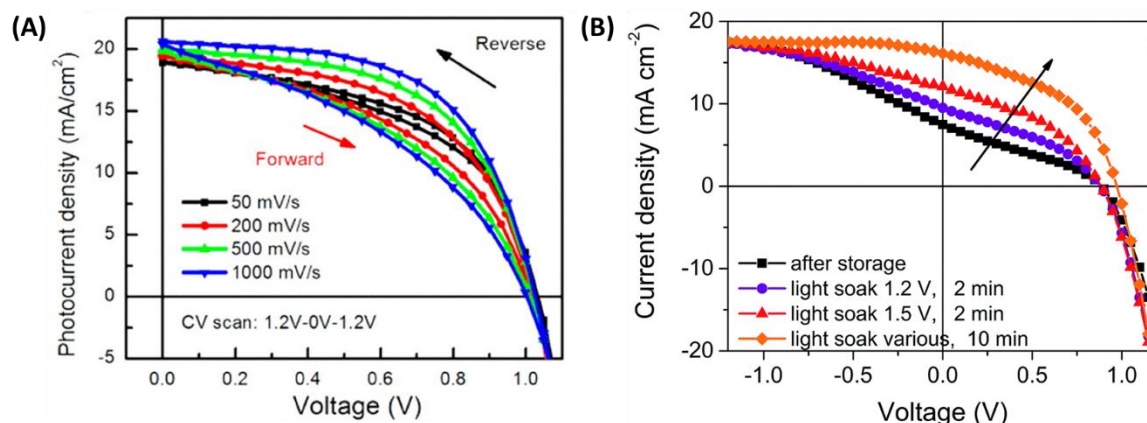 (A)
Photocurrent density (mA/cm²)
20
15
10
5
0
-5
Reverse
Forward
50 mV/s
200 mV/s
500 mV/s
1000 mV/s
CV scan: 1.2V-0V-1.2V
0.0 0.2 0.4 0.6 0.8 1.0
Voltage (V)
(B)
Current density (mA cm⁻²)
20
10
0
-10
-20
after storage
light soak 1.2 V, 2 min
light soak 1.5 V, 2 min
light soak various, 10 min
-1.0 -0.5 0.0 0.5 1.0
Voltage (V)